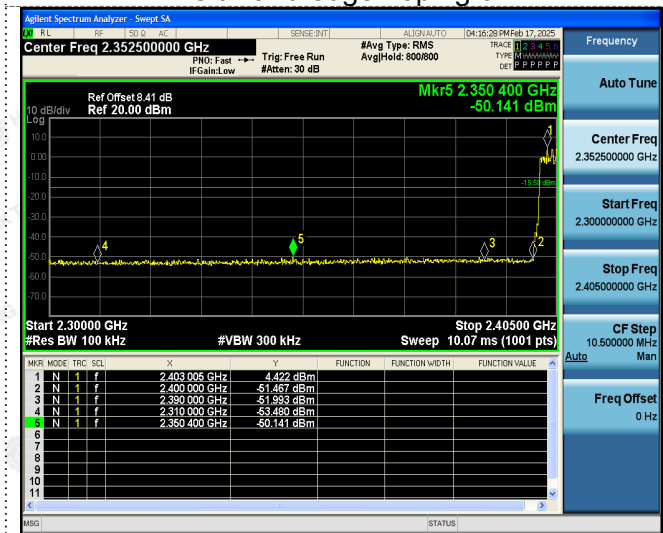 Agilent Spectrum Analyzer - Swept SA
RL RF 50 Ω AC SENSE:INT ALIGN AUTO 04:16:28 PM Feb 17, 2025
Center Freq 2.352500000 GHz
PNO: Fast Trig: Free Run
IFGain:Low #Atten: 30 dB
#Avg Type: RMS
Avg|Hold: 800/800
TRACE 1 2 3 4 5 6
TYPE M
DET P P P P P P
Frequency
Ref Offset 8.41 dB
10 dB/div Ref 20.00 dBm
Log
Mkr5 2.350 400 GHz
-50.141 dBm
10.0
0.00
-10.0
-20.0
-30.0
-40.0
-50.0
-60.0
-70.0
1
2
3
4
5
Start 2.30000 GHz Stop 2.40500 GHz
#Res BW 100 kHz #VBW 300 kHz Sweep 10.07 ms (1001 pts)
MKR MODE TRC SCL X Y FUNCTION FUNCTION WIDTH FUNCTION VALUE
1 N 1 f 2.403 005 GHz 4.422 dBm
2 N 1 f 2.400 000 GHz -51.467 dBm
3 N 1 f 2.390 000 GHz -51.993 dBm
4 N 1 f 2.310 000 GHz -53.480 dBm
5 N 1 f 2.350 400 GHz -50.141 dBm
6
7
8
9
10
11
MSG STATUS
Auto Tune
Center Freq
2.352500000 GHz
Start Freq
2.300000000 GHz
Stop Freq
2.405000000 GHz
CF Step
10.500000 MHz
Auto Man
Freq Offset
0 Hz